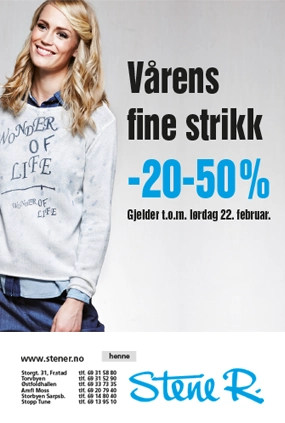 Vårens
fine strikk
-20-50%
Gjelder t.o.m. lørdag 22. februar.
WONDER
OF
LIFE
WONDER
OF
LIFE
www.stener.no
henne
Storgt. 31, Fr.stad tlf. 69 31 58 80
Torvbyen tlf. 69 31 52 90
Østfoldhallen tlf. 69 33 73 35
Amfi Moss tlf. 69 20 79 40
Storbyen Sarpsb. tlf. 69 14 80 40
Stopp Tune tlf. 69 13 95 10
Stene R.